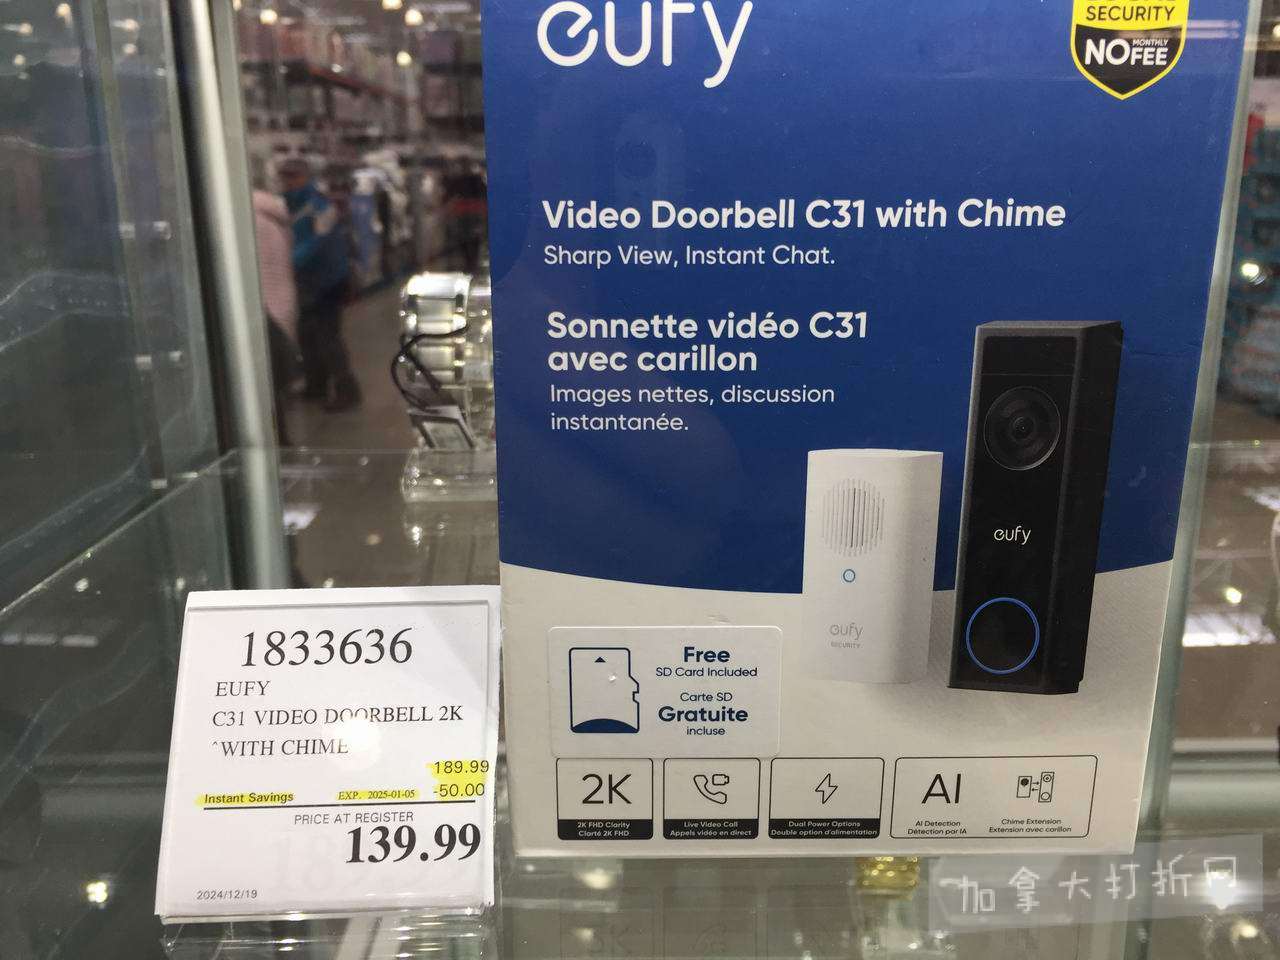 eufy
SECURITY
NO MONTHLY FEE
Video Doorbell C31 with Chime
Sharp View, Instant Chat.
Sonnette vidéo C31
avec carillon
Images nettes, discussion
instantanée.
eufy
eufy
SECURITY
Free
SD Card Included
Carte SD
Gratuite
incluse
2K
2K FHD Clarity
Clarté 2K FHD
Live Video Call
Appels vidéo en direct
Dual Power Options
Double option d'alimentation
AI
AI Detection
Détection par IA
Chime Extension
Extension avec carillon
1833636
EUFY
C31 VIDEO DOORBELL 2K
^WITH CHIME
189.99
Instant Savings EXP. 2025-01-05 -50.00
PRICE AT REGISTER
139.99
2024/12/19
加拿大打折网